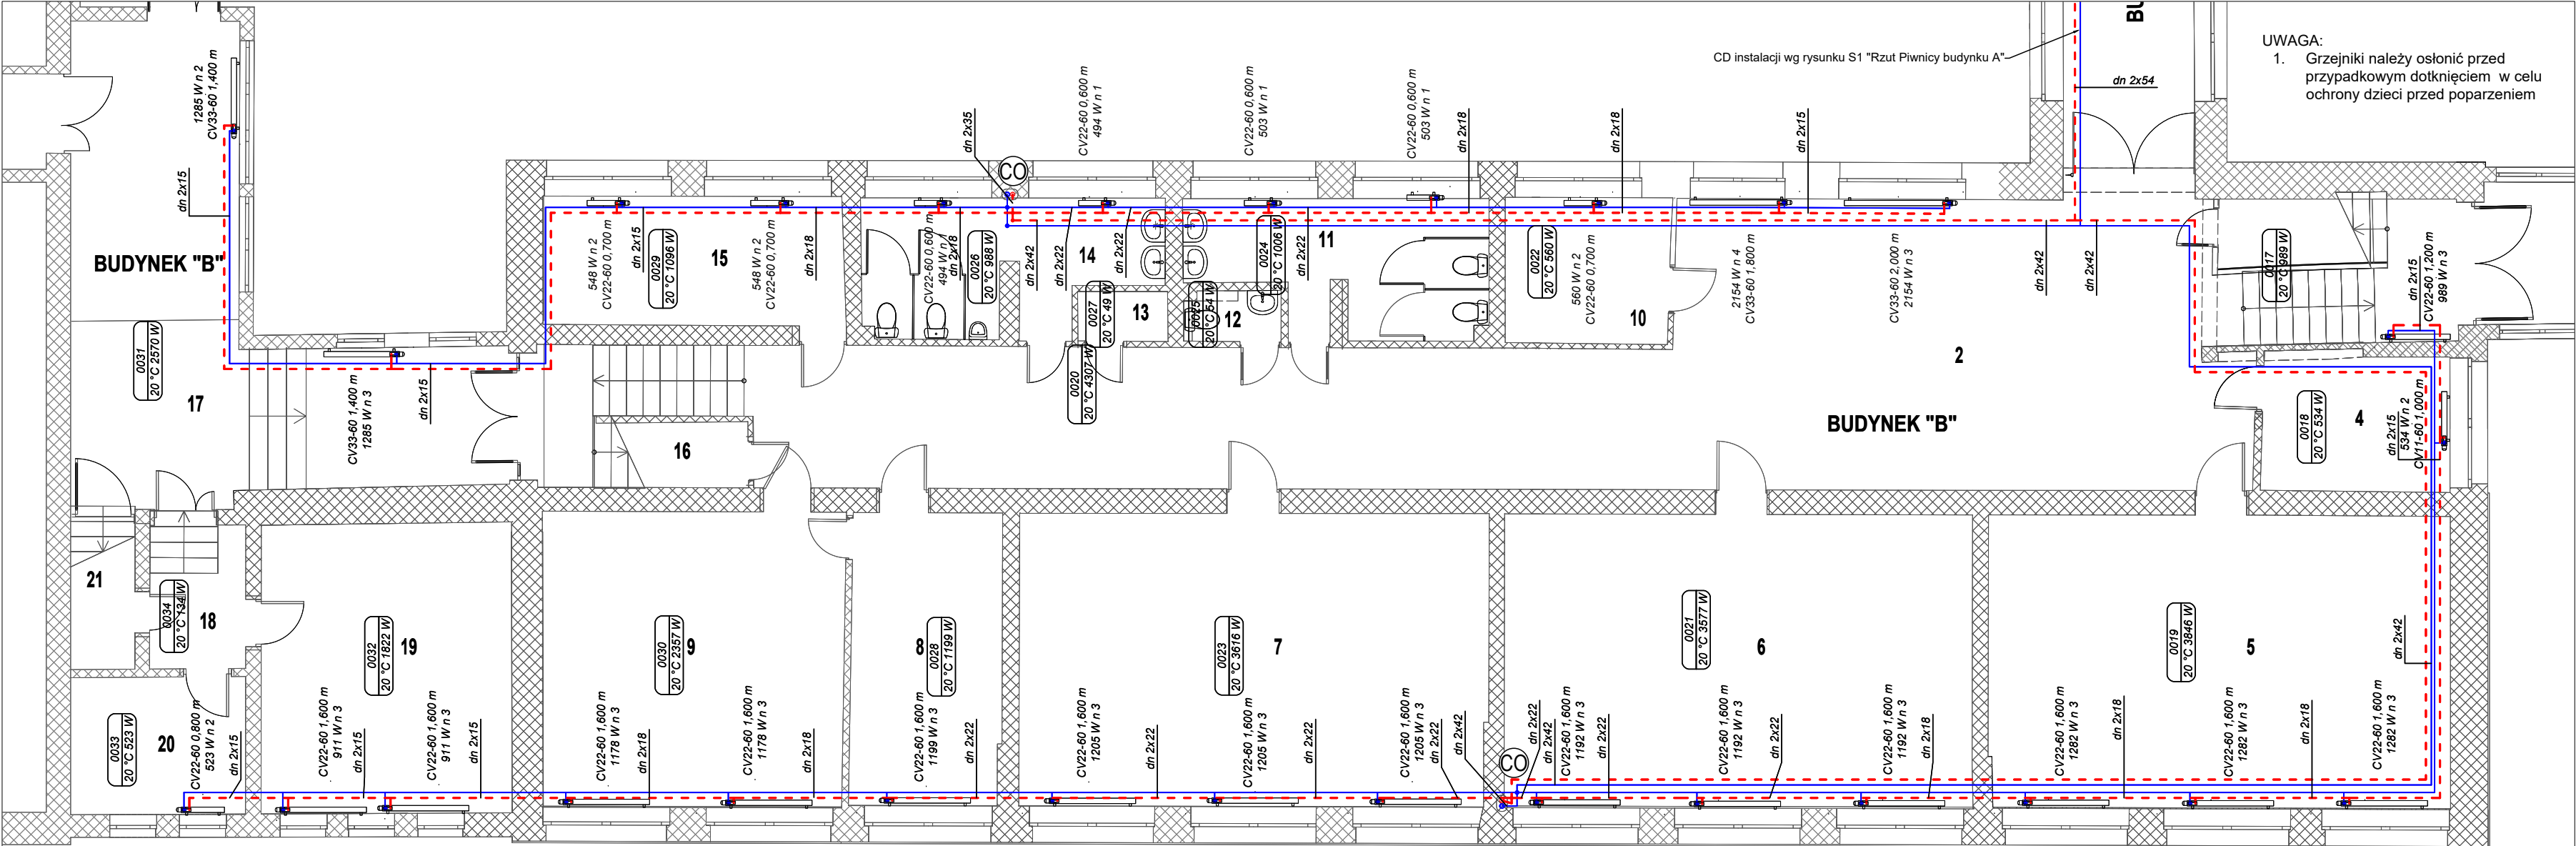 BU
UWAGA:
1. Grzejniki należy osłonić przed
przypadkowym dotknięciem w celu
ochrony dzieci przed poparzeniem
CD instalacji wg rysunku S1 "Rzut Piwnicy budynku A"
dn 2x54
1285 W n 2
CV33-60 1,400 m
dn 2x15
BUDYNEK "B"
0031
20 °C 2570 W
17
CV33-60 1,400 m
1285 W n 3
dn 2x15
dn 2x35
CO
CV22-60 0,600 m
494 W n 1
CV22-60 0,600 m
503 W n 1
CV22-60 0,600 m
503 W n 1
dn 2x18
dn 2x18
dn 2x15
548 W n 2
CV22-60 0,700 m
dn 2x15
0029
20 °C 1096 W
15
548 W n 2
CV22-60 0,700 m
dn 2x18
CV22-60 0,600 m
494 W n 1
dn 2x18
0026
20 °C 988 W
dn 2x42
dn 2x22
14
dn 2x22
0027
20 °C 49 W
13
0025
20 °C 54 W
12
0024
20 °C 1006 W
dn 2x22
11
0020
20 °C 4307 W
0022
20 °C 560 W
560 W n 2
CV22-60 0,700 m
10
2154 W n 4
CV33-60 1,800 m
CV33-60 2,000 m
2154 W n 3
2
BUDYNEK "B"
dn 2x42
dn 2x42
0017
20 °C 989 W
dn 2x15
CV22-60 1,200 m
989 W n 3
0018
20 °C 534 W
4
dn 2x15
534 W n 2
CV11-60 1,000 m
16
21
0034
20 °C 134 W
18
0032
20 °C 1822 W
19
0030
20 °C 2357 W
9
8
0028
20 °C 1199 W
0023
20 °C 3616 W
7
0021
20 °C 3577 W
6
0019
20 °C 3846 W
5
dn 2x42
0033
20 °C 523 W
20
CV22-60 0,800 m
523 W n 2
dn 2x15
CV22-60 1,600 m
911 W n 3
dn 2x15
CV22-60 1,600 m
911 W n 3
dn 2x15
CV22-60 1,600 m
1178 W n 3
dn 2x18
CV22-60 1,600 m
1178 W n 3
dn 2x18
CV22-60 1,600 m
1199 W n 3
dn 2x22
CV22-60 1,600 m
1205 W n 3
dn 2x22
CV22-60 1,600 m
1205 W n 3
dn 2x22
CV22-60 1,600 m
1205 W n 3
dn 2x22
dn 2x42
CO
dn 2x22
dn 2x42
CV22-60 1,600 m
1192 W n 3
dn 2x22
CV22-60 1,600 m
1192 W n 3
dn 2x22
CV22-60 1,600 m
1192 W n 3
dn 2x18
CV22-60 1,600 m
1282 W n 3
dn 2x18
CV22-60 1,600 m
1282 W n 3
dn 2x18
CV22-60 1,600 m
1282 W n 3